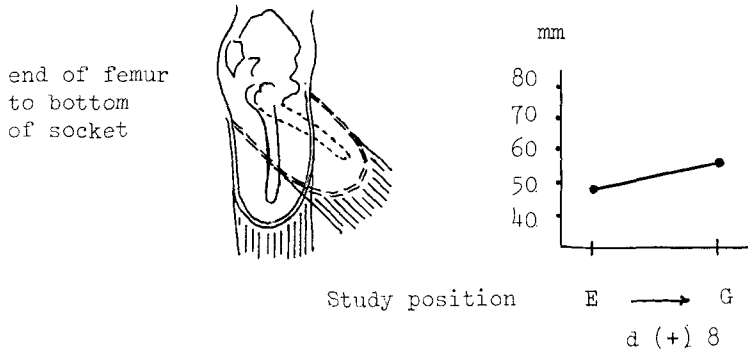 end of femur
to bottom
of socket
mm
80
70
60
50
40
Study position E → G
d (+) 8